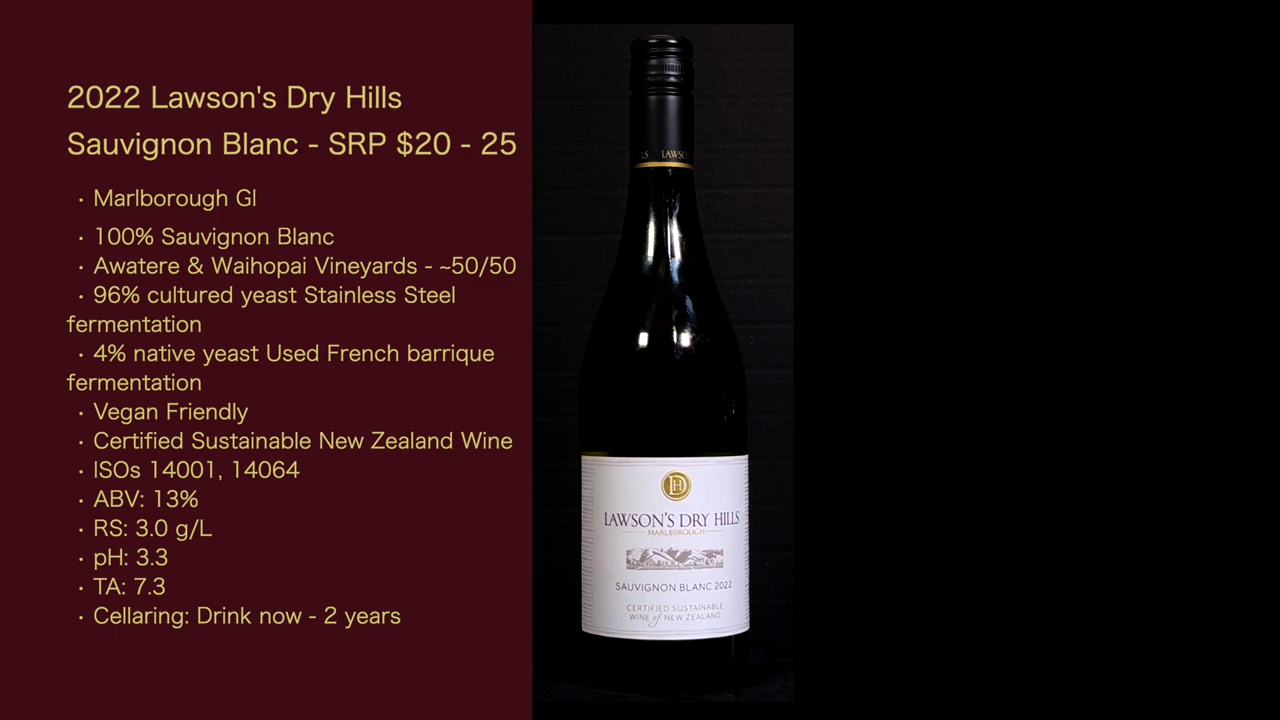 2022 Lawson's Dry Hills
Sauvignon Blanc - SRP $20 - 25
· Marlborough GI
· 100% Sauvignon Blanc
· Awatere & Waihopai Vineyards - ~50/50
· 96% cultured yeast Stainless Steel
fermentation
· 4% native yeast Used French barrique
fermentation
· Vegan Friendly
· Certified Sustainable New Zealand Wine
· ISOs 14001, 14064
· ABV: 13%
· RS: 3.0 g/L
· pH: 3.3
· TA: 7.3
· Cellaring: Drink now - 2 years
LS LAWSO
DH
LAWSON'S DRY HILLS
MARLBOROUGH
SAUVIGNON BLANC 2022
CERTIFIED SUSTAINABLE
WINE of NEW ZEALAND